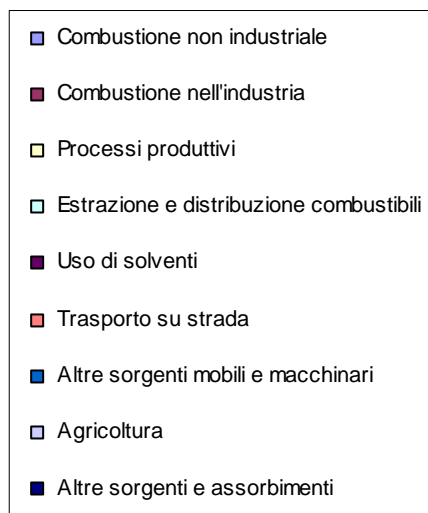 Combustione non industriale
Combustione nell'industria
Processi produttivi
Estrazione e distribuzione combustibili
Uso di solventi
Trasporto su strada
Altre sorgenti mobili e macchinari
Agricoltura
Altre sorgenti e assorbimenti